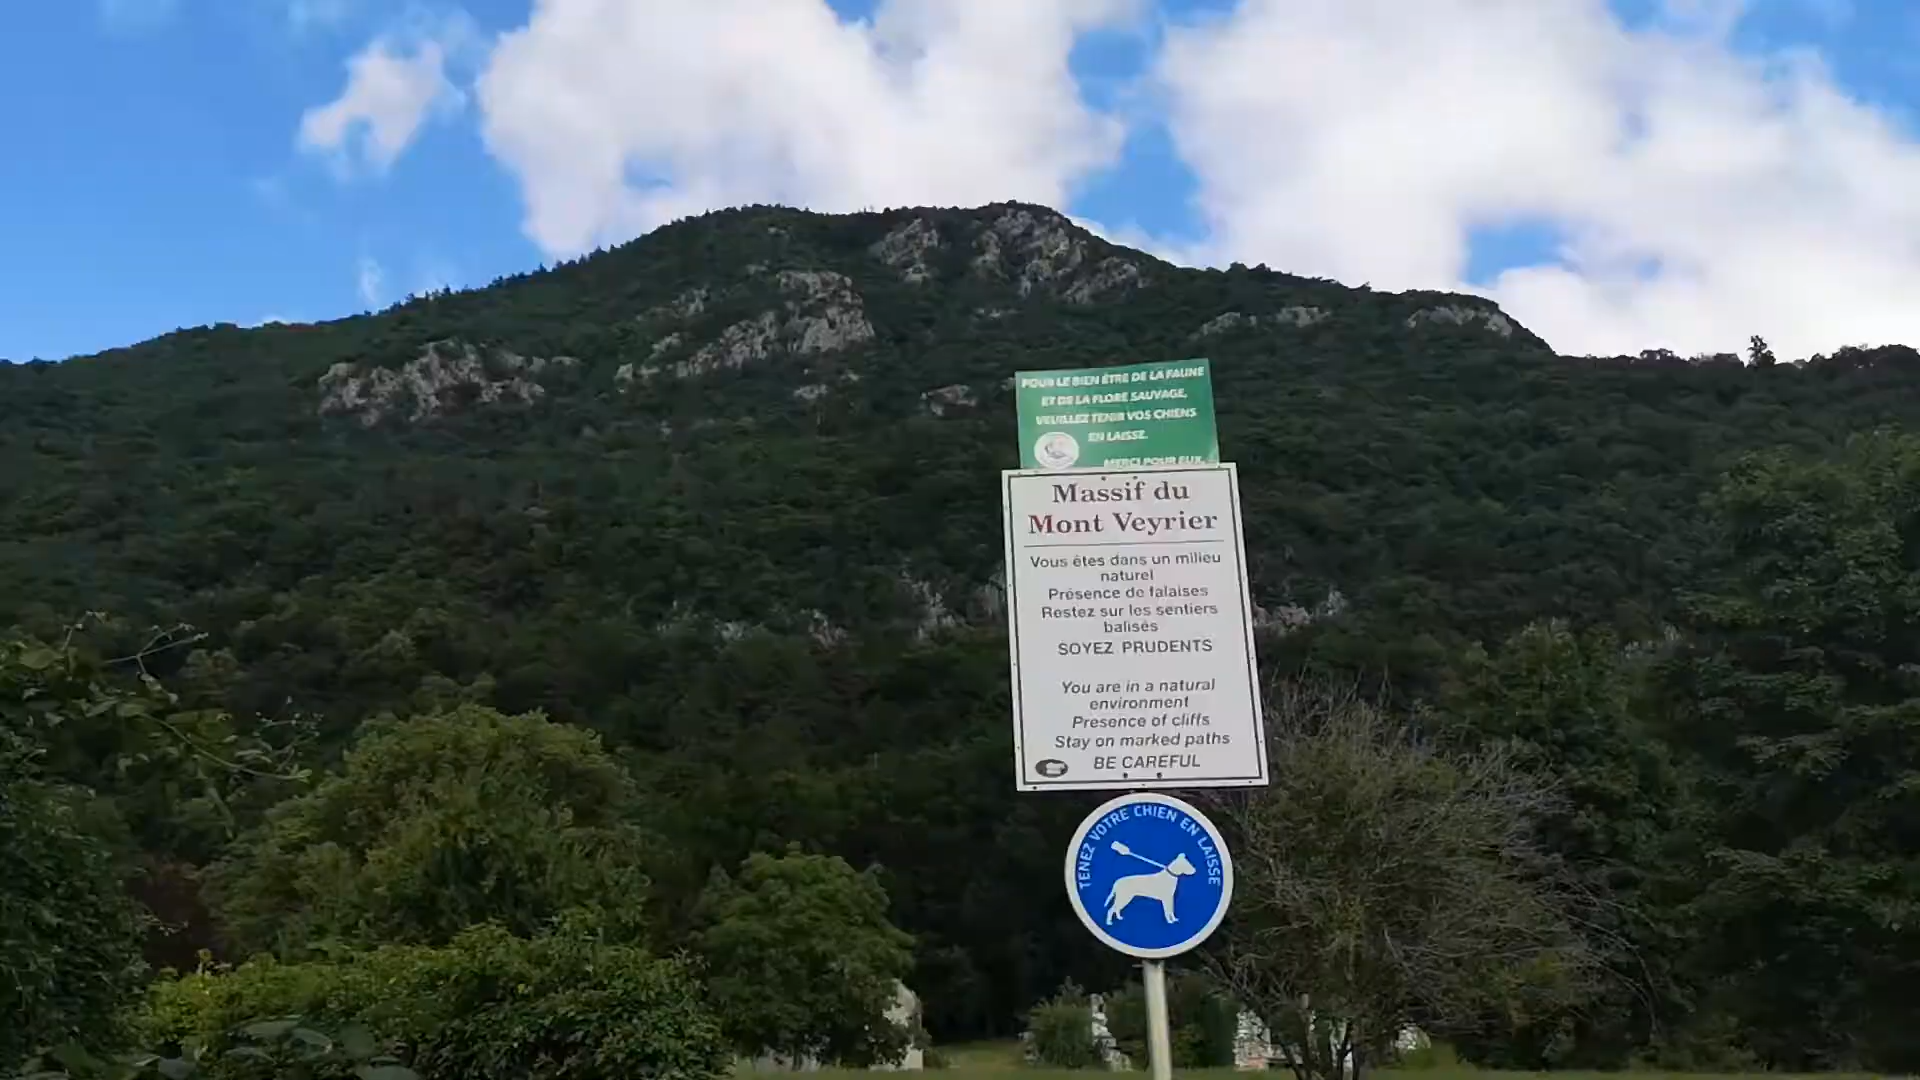 POUR LE BIEN ÊTRE DE LA FAUNE
ET DE LA FLORE SAUVAGE,
VEUILLEZ TENIR VOS CHIENS
EN LAISSE.
MERCI POUR EUX.
Massif du
Mont Veyrier
Vous êtes dans un milieu
naturel
Présence de falaises
Restez sur les sentiers
balisés
SOYEZ PRUDENTS
You are in a natural
environment
Presence of cliffs
Stay on marked paths
BE CAREFUL
TENEZ VOTRE CHIEN EN LAISSE